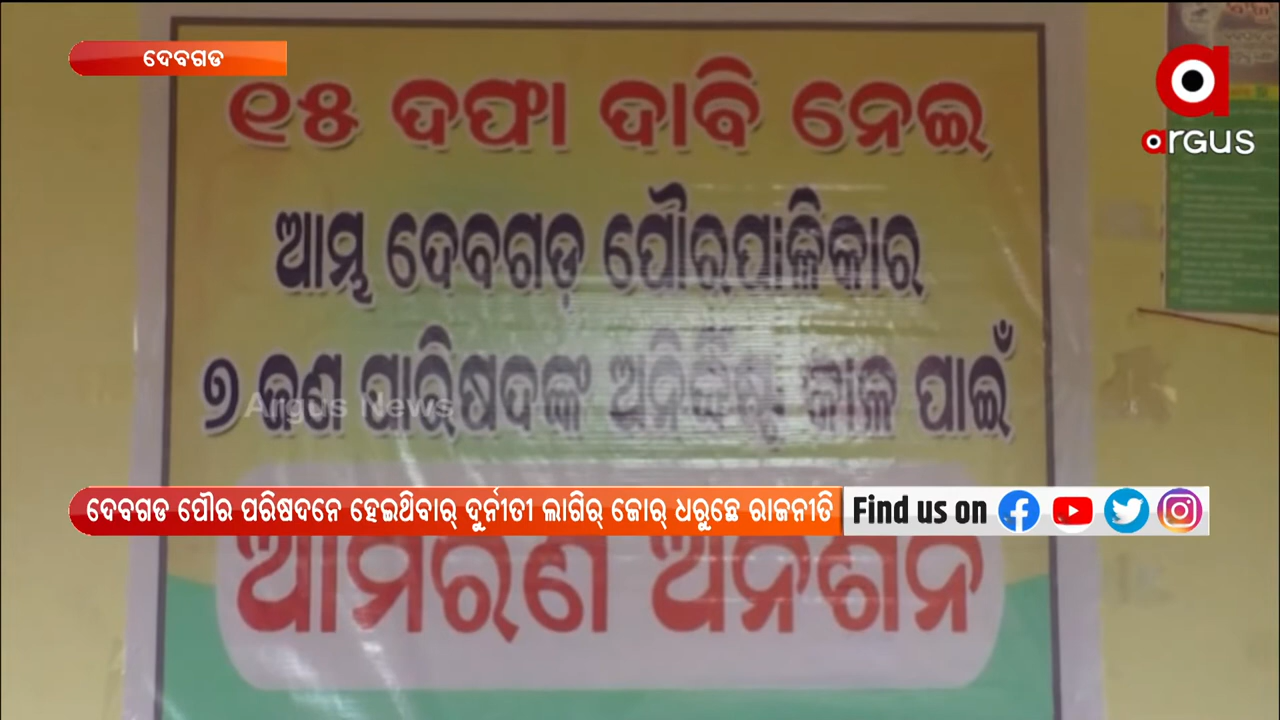 ଦେବଗଡ
argus
୧୫ ଦଫା ଦାବି ନେଇ
ଆମ୍ଭ ଦେବଗଡ଼ ପୌରପାଳିକାର
୭ ଜଣ ପାରିଷଦଙ୍କ ଅନିର୍ଦ୍ଦିଷ୍ଟ କାଳ ପାଇଁ
Argus News
ଦେବଗଡ ପୌର ପରିଷଦନେ ହେଇଥିବାର୍ ଦୁର୍ନୀତୀ ଲାଗିର୍ ଜୋର୍ ଧରୁଛେ ରାଜନୀତି
Find us on
ଆମରଣ ଅନଶନ